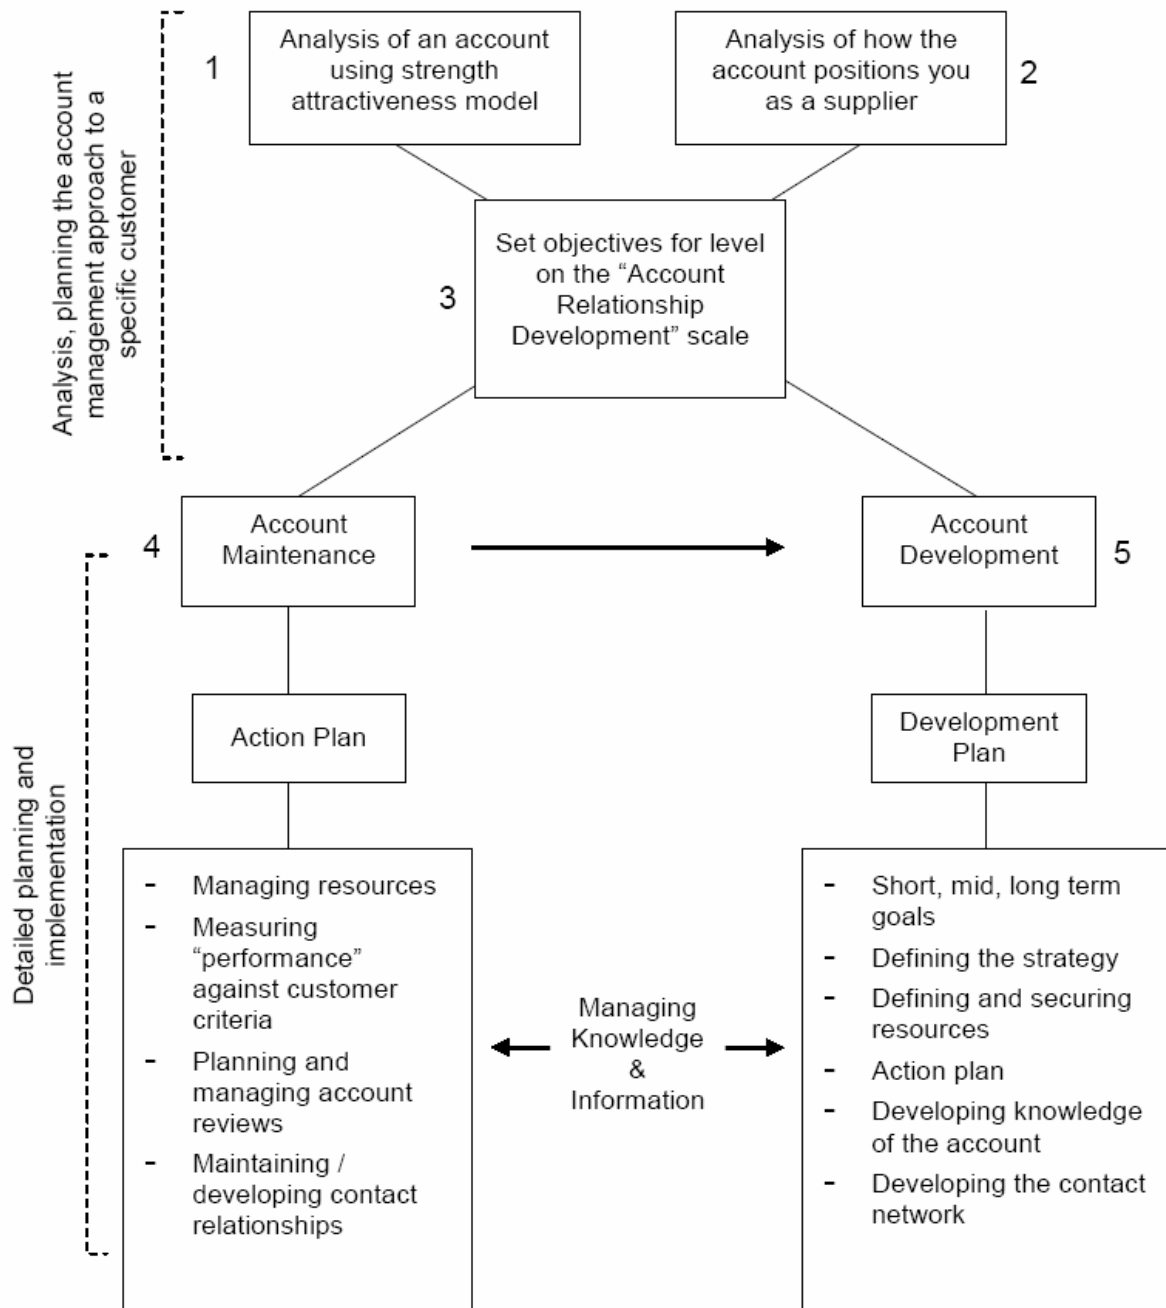 1
Analysis of an account
using strength
attractiveness model
Analysis of how the
account positions you
as a supplier
2
Analysis, planning the account
management approach to a
specific customer
3
Set objectives for level
on the “Account
Relationship
Development” scale
4
Account
Maintenance
Account
Development
5
Action Plan
Development
Plan
Detailed planning and
implementation
- Managing resources
- Measuring
“performance”
against customer
criteria
- Planning and
managing account
reviews
- Maintaining /
developing contact
relationships
Managing
Knowledge
&
Information
- Short, mid, long term
goals
- Defining the strategy
- Defining and securing
resources
- Action plan
- Developing knowledge
of the account
- Developing the contact
network